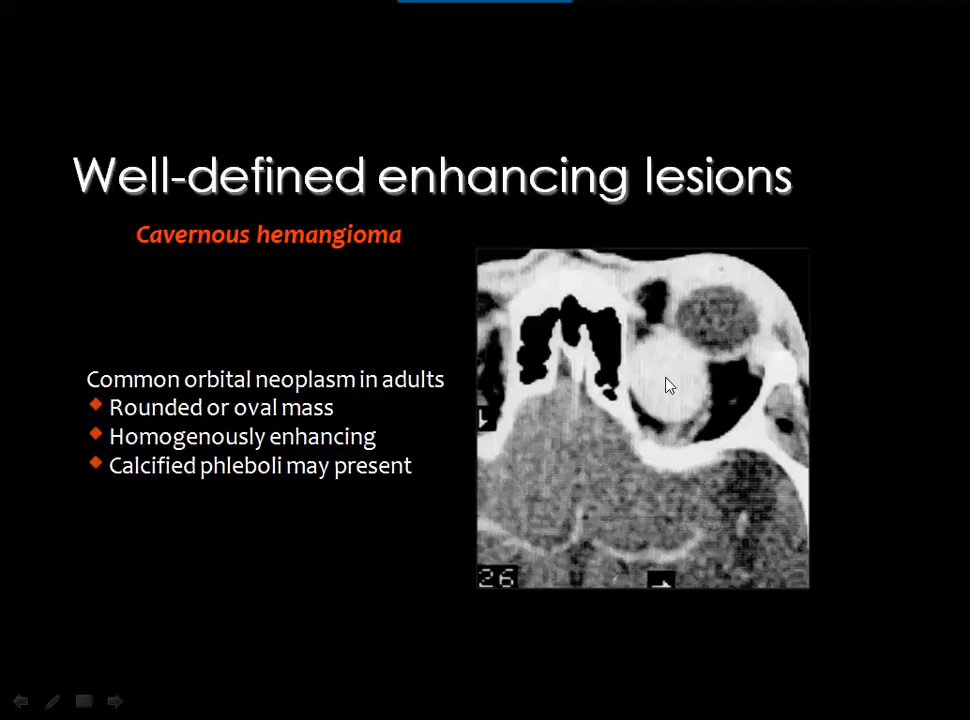 Well-defined enhancing lesions
Cavernous hemangioma
Common orbital neoplasm in adults
Rounded or oval mass
Homogenously enhancing
Calcified phleboli may present
26